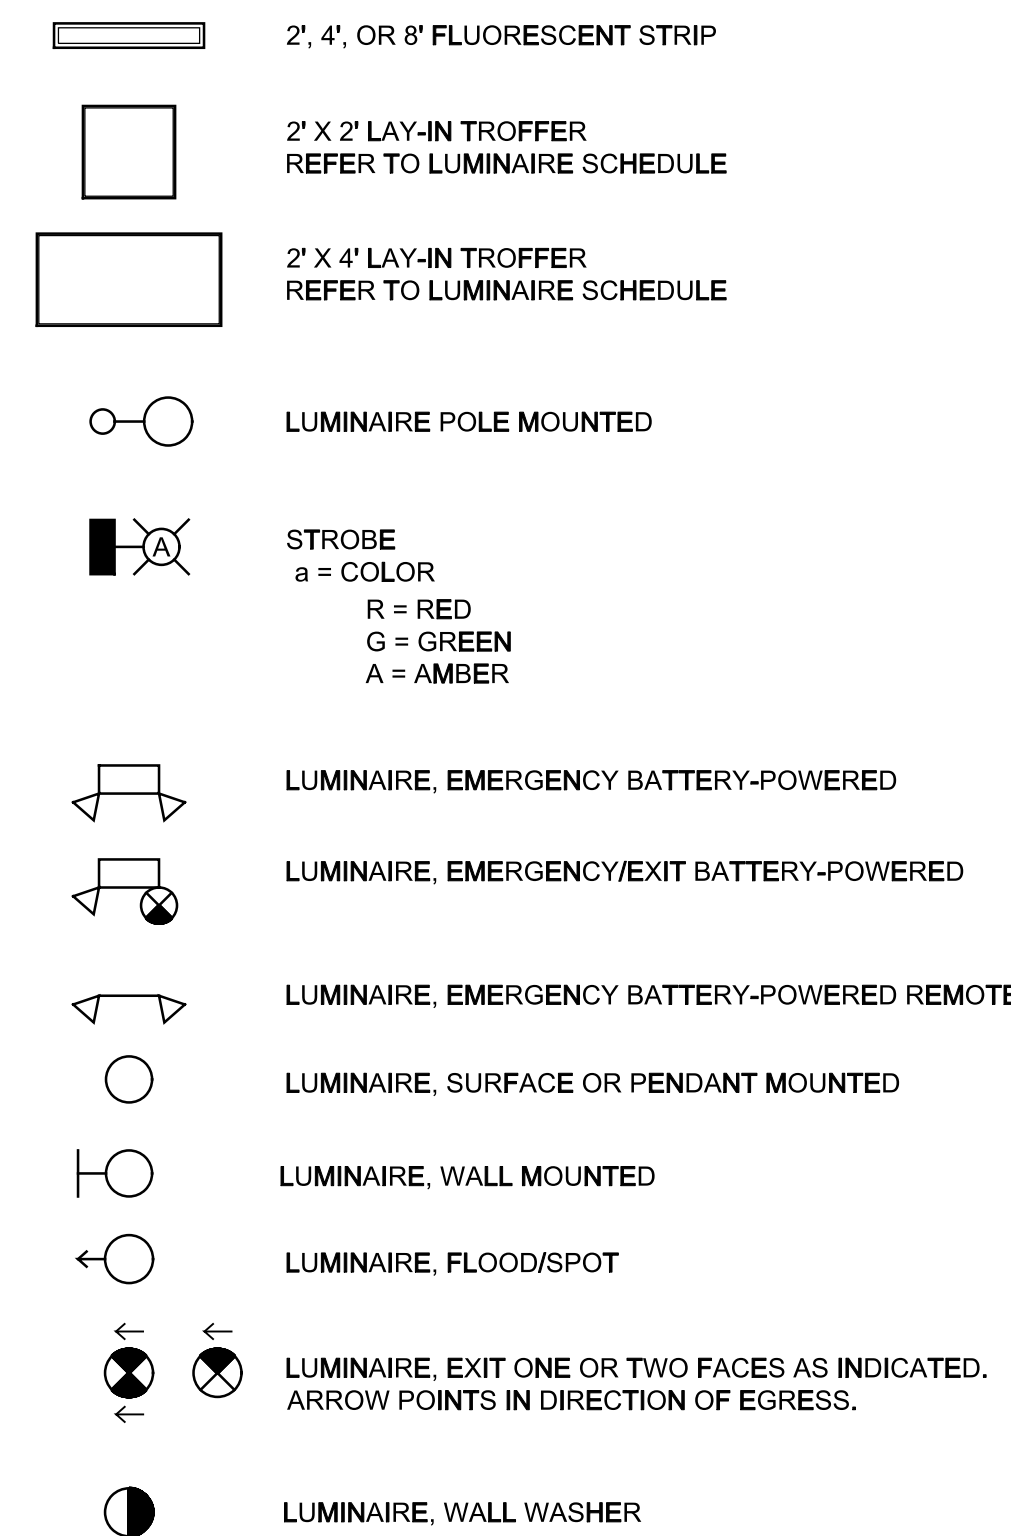 2', 4', OR 8' FLUORESCENT STRIP
2' X 2' LAY-IN TROFFER
REFER TO LUMINAIRE SCHEDULE
2' X 4' LAY-IN TROFFER
REFER TO LUMINAIRE SCHEDULE
LUMINAIRE POLE MOUNTED
A
STROBE
a = COLOR
R = RED
G = GREEN
A = AMBER
LUMINAIRE, EMERGENCY BATTERY-POWERED
LUMINAIRE, EMERGENCY/EXIT BATTERY-POWERED
LUMINAIRE, EMERGENCY BATTERY-POWERED REMOTE
LUMINAIRE, SURFACE OR PENDANT MOUNTED
LUMINAIRE, WALL MOUNTED
LUMINAIRE, FLOOD/SPOT
LUMINAIRE, EXIT ONE OR TWO FACES AS INDICATED.
ARROW POINTS IN DIRECTION OF EGRESS.
LUMINAIRE, WALL WASHER